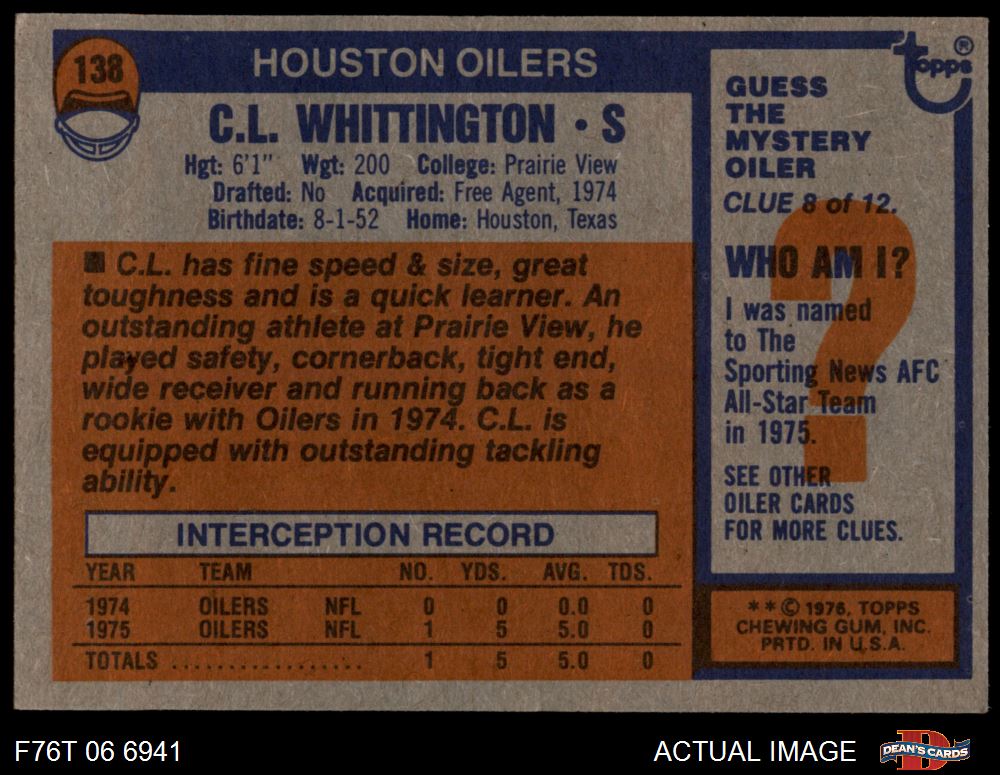 138
HOUSTON OILERS
C.L. WHITTINGTON • S
Hgt: 6'1" Wgt: 200 College: Prairie View
Drafted: No Acquired: Free Agent, 1974
Birthdate: 8-1-52 Home: Houston, Texas
■ C.L. has fine speed & size, great
toughness and is a quick learner. An
outstanding athlete at Prairie View, he
played safety, cornerback, tight end,
wide receiver and running back as a
rookie with Oilers in 1974. C.L. is
equipped with outstanding tackling
ability.
INTERCEPTION RECORD
YEAR TEAM NO. YDS. AVG. TDS.
1974 OILERS NFL 0 0 0.0 0
1975 OILERS NFL 1 5 5.0 0
TOTALS .................. 1 5 5.0 0
topps ®
GUESS
THE
MYSTERY
OILER
CLUE 8 of 12.
?
WHO AM I?
I was named
to The
Sporting News AFC
All-Star Team
in 1975.
SEE OTHER
OILER CARDS
FOR MORE CLUES.
* * © 1976, TOPPS
CHEWING GUM, INC.
PRTD. IN U.S.A.
F76T 06 6941
ACTUAL IMAGE
D
DEAN'S CARDS